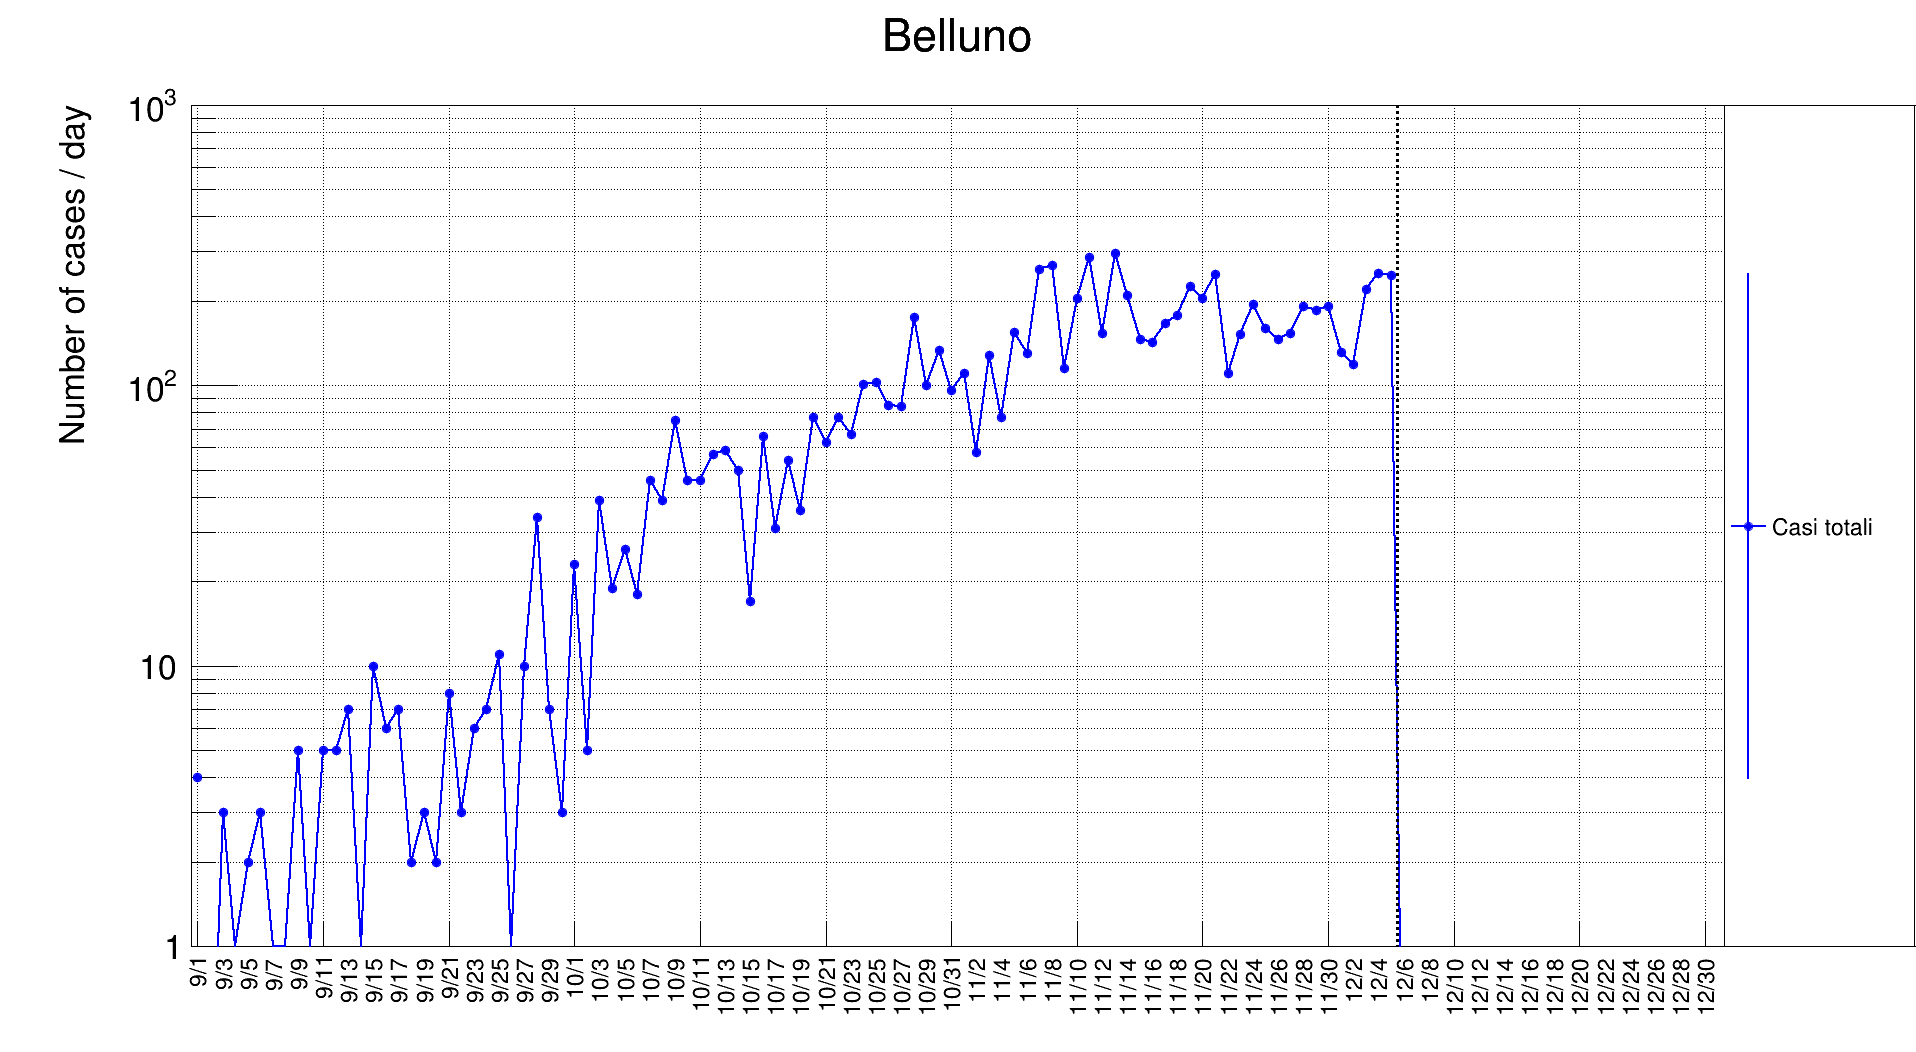 Belluno
Number of cases / day
10³
10²
10
1
9/1 9/3 9/5 9/7 9/9 9/11 9/13 9/15 9/17 9/19 9/21 9/23 9/25 9/27 9/29 10/1 10/3 10/5 10/7 10/9 10/11 10/13 10/15 10/17 10/19 10/21 10/23 10/25 10/27 10/29 10/31 11/2 11/4 11/6 11/8 11/10 11/12 11/14 11/16 11/18 11/20 11/22 11/24 11/26 11/28 11/30 12/2 12/4 12/6 12/8 12/10 12/12 12/14 12/16 12/18 12/20 12/22 12/24 12/26 12/28 12/30
Casi totali